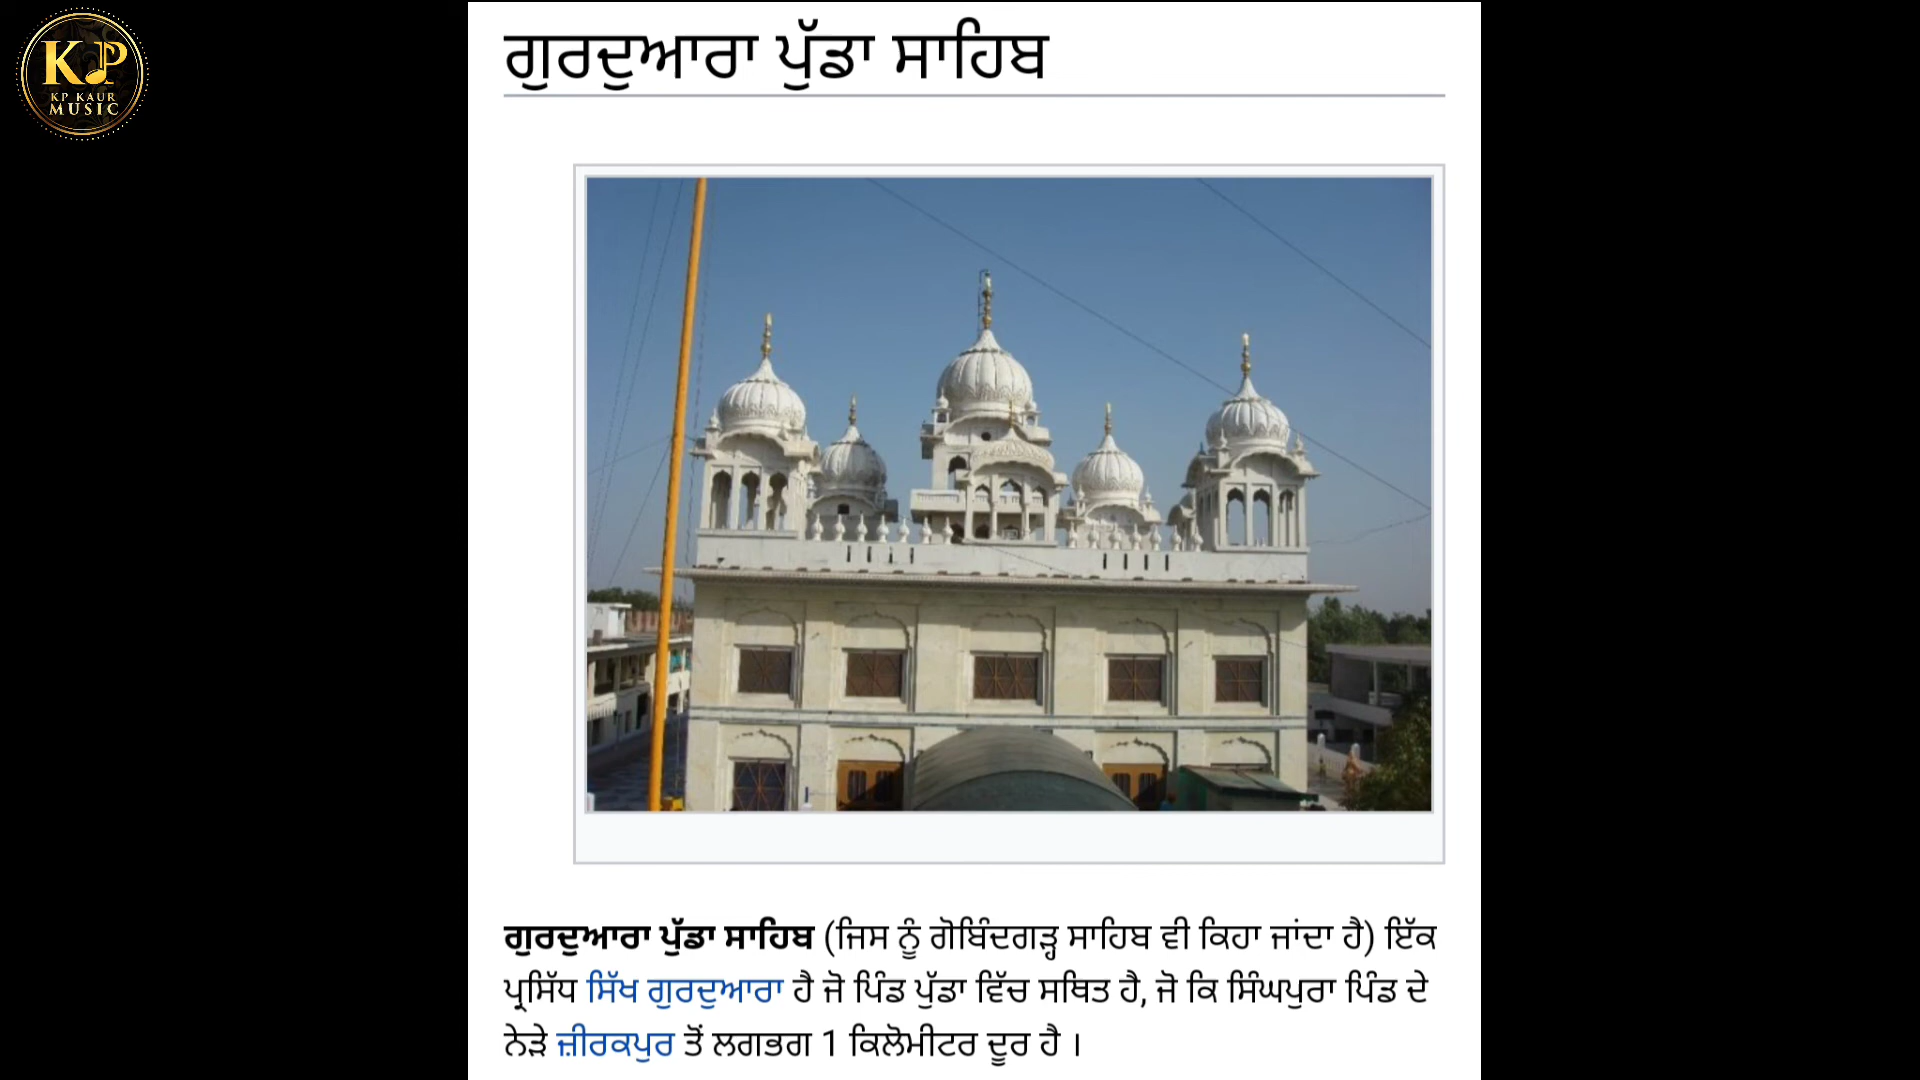 KP
KP KAUR
MUSIC
ਗੁਰਦੁਆਰਾ ਪੁੱਡਾ ਸਾਹਿਬ
ਗੁਰਦੁਆਰਾ ਪੁੱਡਾ ਸਾਹਿਬ (ਜਿਸ ਨੂੰ ਗੋਬਿੰਦਗੜ੍ਹ ਸਾਹਿਬ ਵੀ ਕਿਹਾ ਜਾਂਦਾ ਹੈ) ਇੱਕ
ਪ੍ਰਸਿੱਧ ਸਿੱਖ ਗੁਰਦੁਆਰਾ ਹੈ ਜੋ ਪਿੰਡ ਪੁੱਡਾ ਵਿੱਚ ਸਥਿਤ ਹੈ, ਜੋ ਕਿ ਸਿੰਘਪੁਰਾ ਪਿੰਡ ਦੇ
ਨੇੜੇ ਜ਼ੀਰਕਪੁਰ ਤੋਂ ਲਗਭਗ 1 ਕਿਲੋਮੀਟਰ ਦੂਰ ਹੈ ।